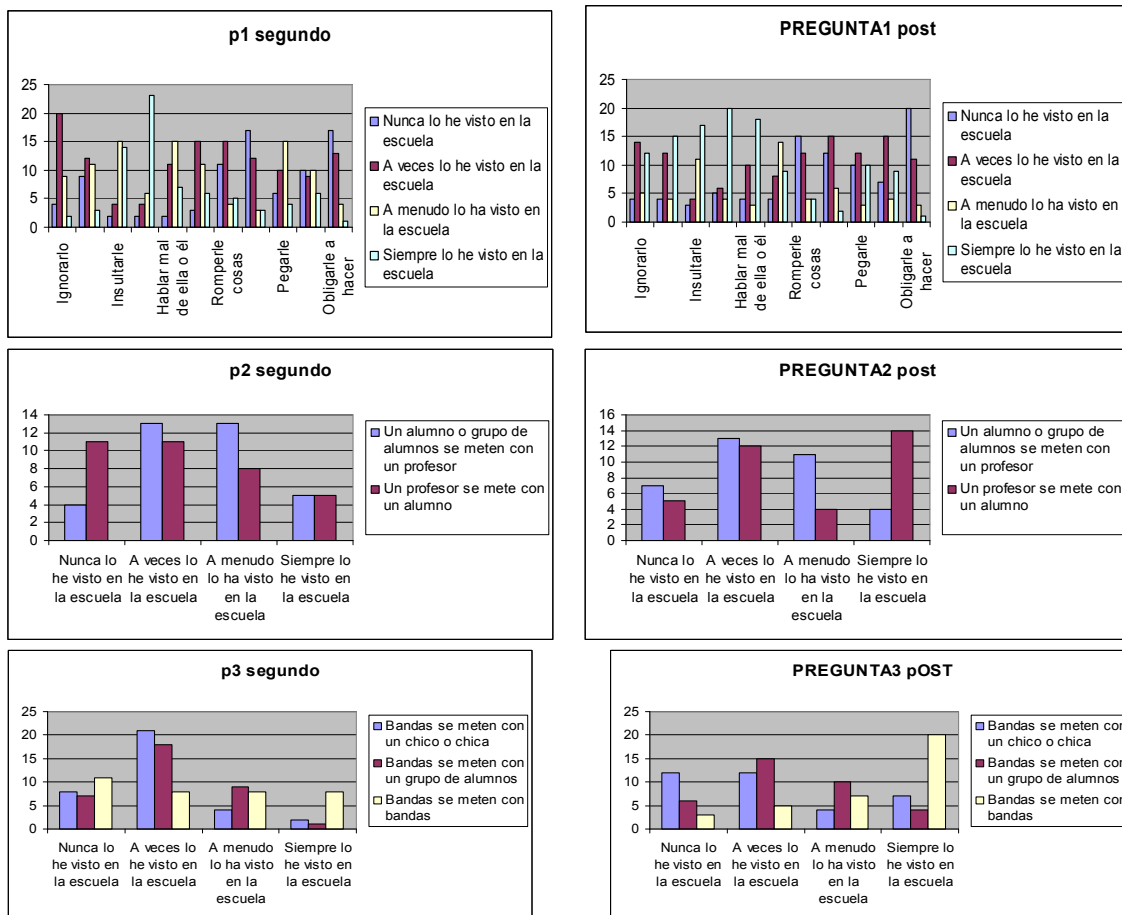 p1 segundo
25
20
15
10
5
0
Ignorarlo
Insultarle
Hablar mal
de ella o él
Romperle
cosas
Pegarle
Obligarle a
hacer
Nunca lo he visto en la
escuela
A veces lo he visto en la
escuela
A menudo lo ha visto en
la escuela
Siempre lo he visto en la
escuela
PREGUNTA1 post
25
20
15
10
5
0
Ignorarlo
Insultarle
Hablar mal
de ella o él
Romperle
cosas
Pegarle
Obligarle a
hacer
Nunca lo he visto en la
escuela
A veces lo he visto en la
escuela
A menudo lo ha visto en
la escuela
Siempre lo he visto en la
escuela
p2 segundo
14
12
10
8
6
4
2
0
Nunca lo
he visto en
la escuela
A veces lo
he visto en
la escuela
A menudo
lo ha visto
en la
escuela
Siempre lo
he visto en
la escuela
Un alumno o grupo de
alumnos se meten con
un profesor
Un profesor se mete con
un alumno
PREGUNTA2 post
16
14
12
10
8
6
4
2
0
Nunca lo
he visto en
la escuela
A veces lo
he visto en
la escuela
A menudo
lo ha visto
en la
escuela
Siempre lo
he visto en
la escuela
Un alumno o grupo de
alumnos se meten con
un profesor
Un profesor se mete con
un alumno
p3 segundo
25
20
15
10
5
0
Nunca lo
he visto en
la escuela
A veces lo
he visto en
la escuela
A menudo
lo ha visto
en la
escuela
Siempre lo
he visto en
la escuela
Bandas se meten con
un chico o chica
Bandas se meten con
un grupo de alumnos
Bandas se meten con
bandas
PREGUNTA3 pOST
25
20
15
10
5
0
Nunca lo
he visto en
la escuela
A veces lo
he visto en
la escuela
A menudo
lo ha visto
en la
escuela
Siempre lo
he visto en
la escuela
Bandas se meten con
un chico o chica
Bandas se meten con
un grupo de alumnos
Bandas se meten con
bandas